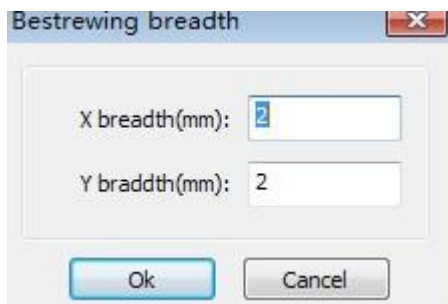 Bestrewing breadth
X breadth(mm): 2
Y braddth(mm): 2
Ok Cancel